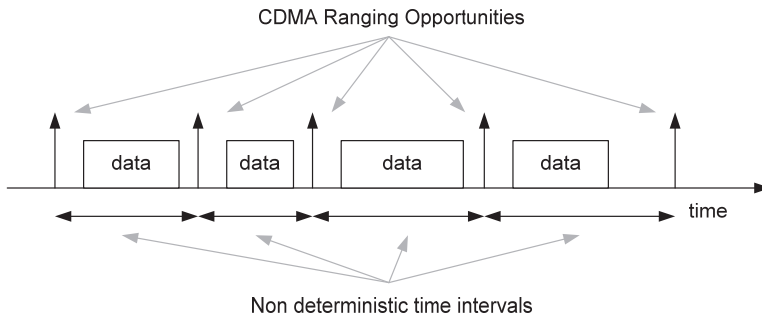 CDMA Ranging Opportunities
data data data data
time
Non deterministic time intervals